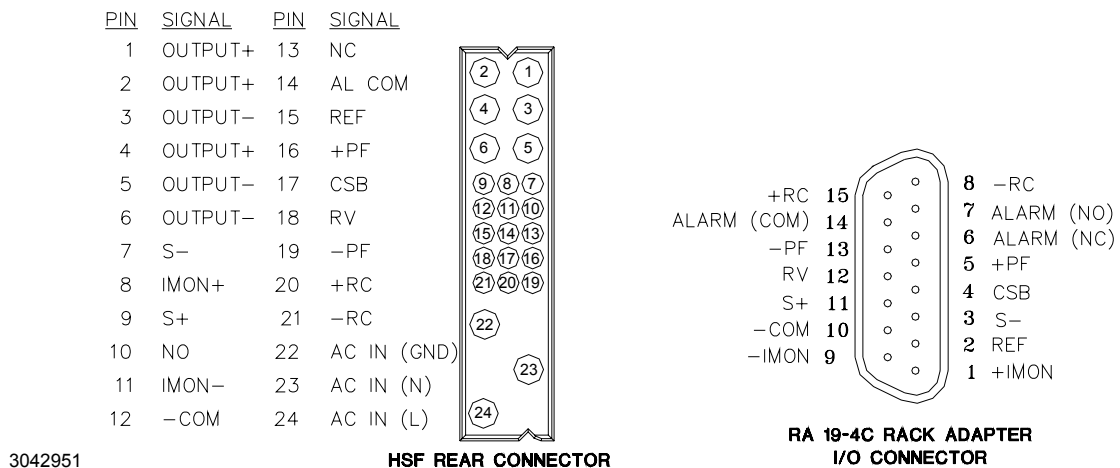 PIN SIGNAL PIN SIGNAL
1 OUTPUT+ 13 NC
2 OUTPUT+ 14 AL COM
3 OUTPUT− 15 REF
4 OUTPUT+ 16 +PF
5 OUTPUT− 17 CSB
6 OUTPUT− 18 RV
7 S− 19 −PF
8 IMON+ 20 +RC
9 S+ 21 −RC
10 NO 22 AC IN (GND)
11 IMON− 23 AC IN (N)
12 −COM 24 AC IN (L)
2 1
4 3
6 5
9 8 7
12 11 10
15 14 13
18 17 16
21 20 19
22
23
24
HSF REAR CONNECTOR
+RC 15
ALARM (COM) 14
−PF 13
RV 12
S+ 11
−COM 10
−IMON 9
8 −RC
7 ALARM (NO)
6 ALARM (NC)
5 +PF
4 CSB
3 S−
2 REF
1 +IMON
RA 19-4C RACK ADAPTER
I/O CONNECTOR
3042951